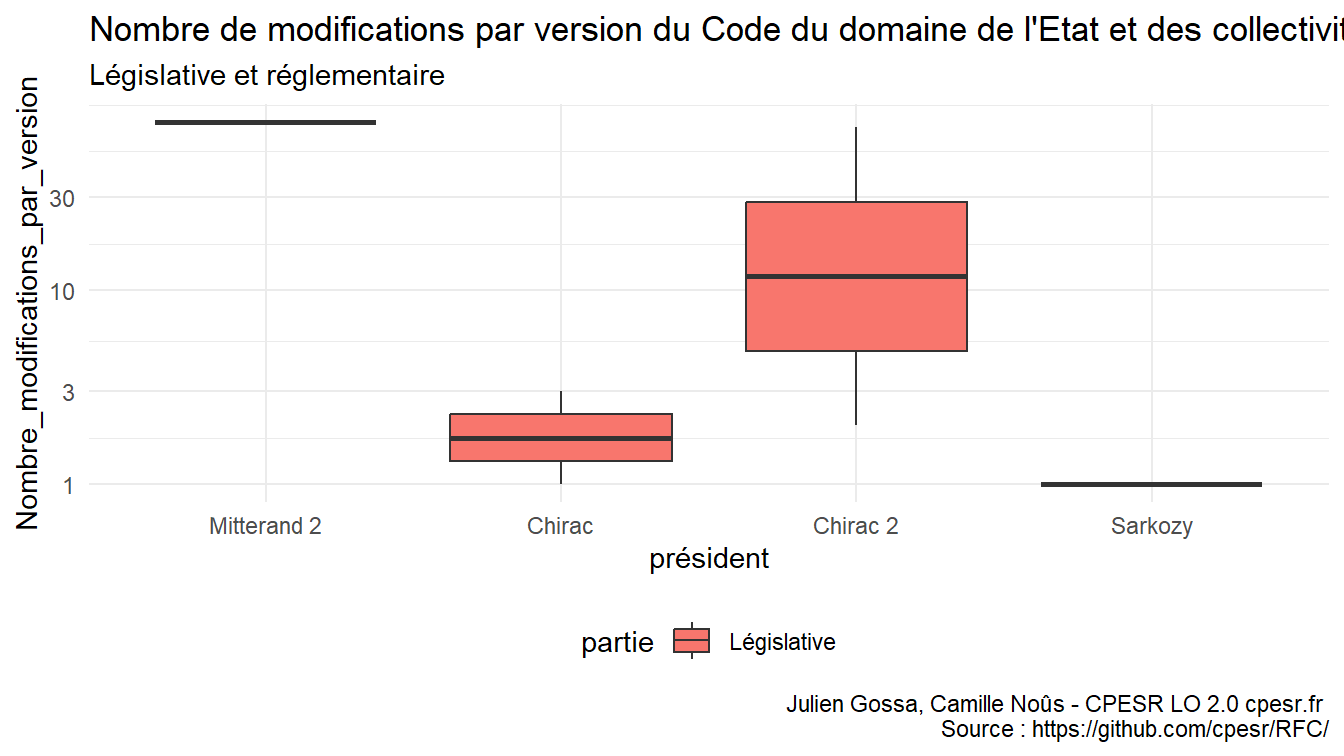 Nombre de modifications par version du Code du domaine de l'Etat et des collectivit
Législative et réglementaire
Nombre_modifications_par_version
30
10
3
1
Mitterand 2 Chirac Chirac 2 Sarkozy
président
partie Législative
Julien Gossa, Camille Noûs - CPESR LO 2.0 cpesr.fr
Source : https://github.com/cpesr/RFC/